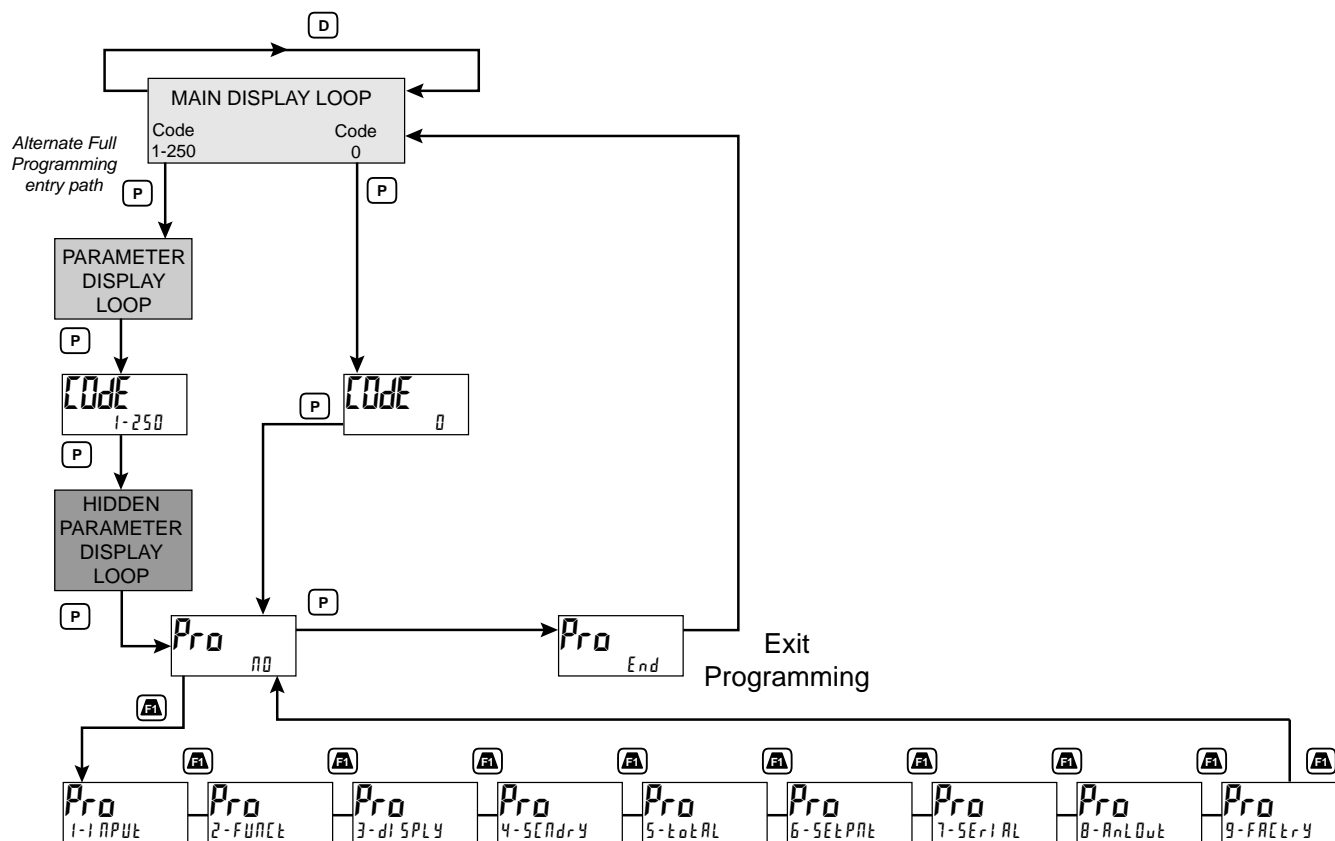 D
MAIN DISPLAY LOOP
Code
1-250
Code
0
Alternate Full
Programming
entry path
P
P
PARAMETER
DISPLAY
LOOP
P
COdE
1-250
P
COdE
0
P
HIDDEN
PARAMETER
DISPLAY
LOOP
P
Pro
NO
P
Pro
End
Exit
Programming
F1
F1
F1
F1
F1
F1
F1
F1
F1
F1
Pro
1-INPUt
Pro
2-FUNCt
Pro
3-dISPLY
Pro
4-SCNdrY
Pro
5-totAL
Pro
6-SEtPNt
Pro
7-SErIAL
Pro
8-AnLOut
Pro
9-FACtrY